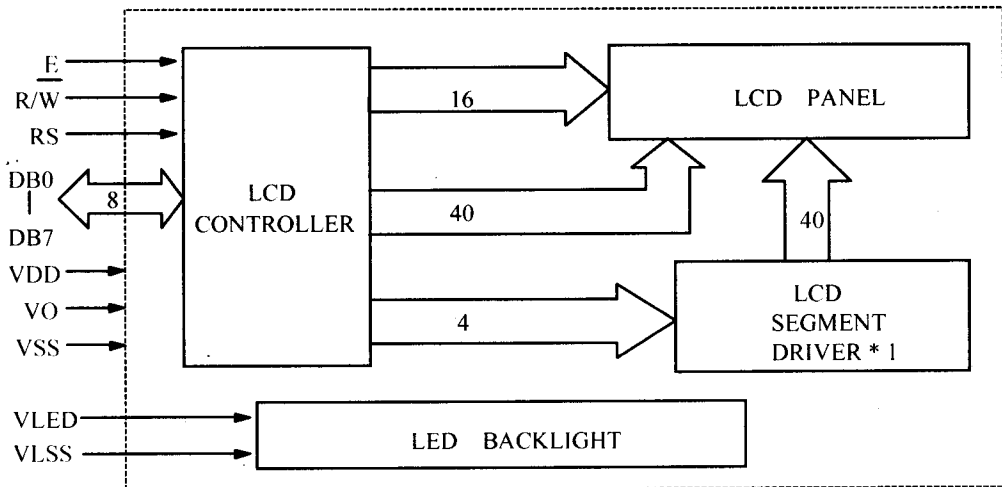 E
R/W
RS
DB0
DB7
8
VDD
VO
VSS
VLED
VLSS
LCD
CONTROLLER
16
40
4
LCD PANEL
40
LCD
SEGMENT
DRIVER * 1
LED BACKLIGHT